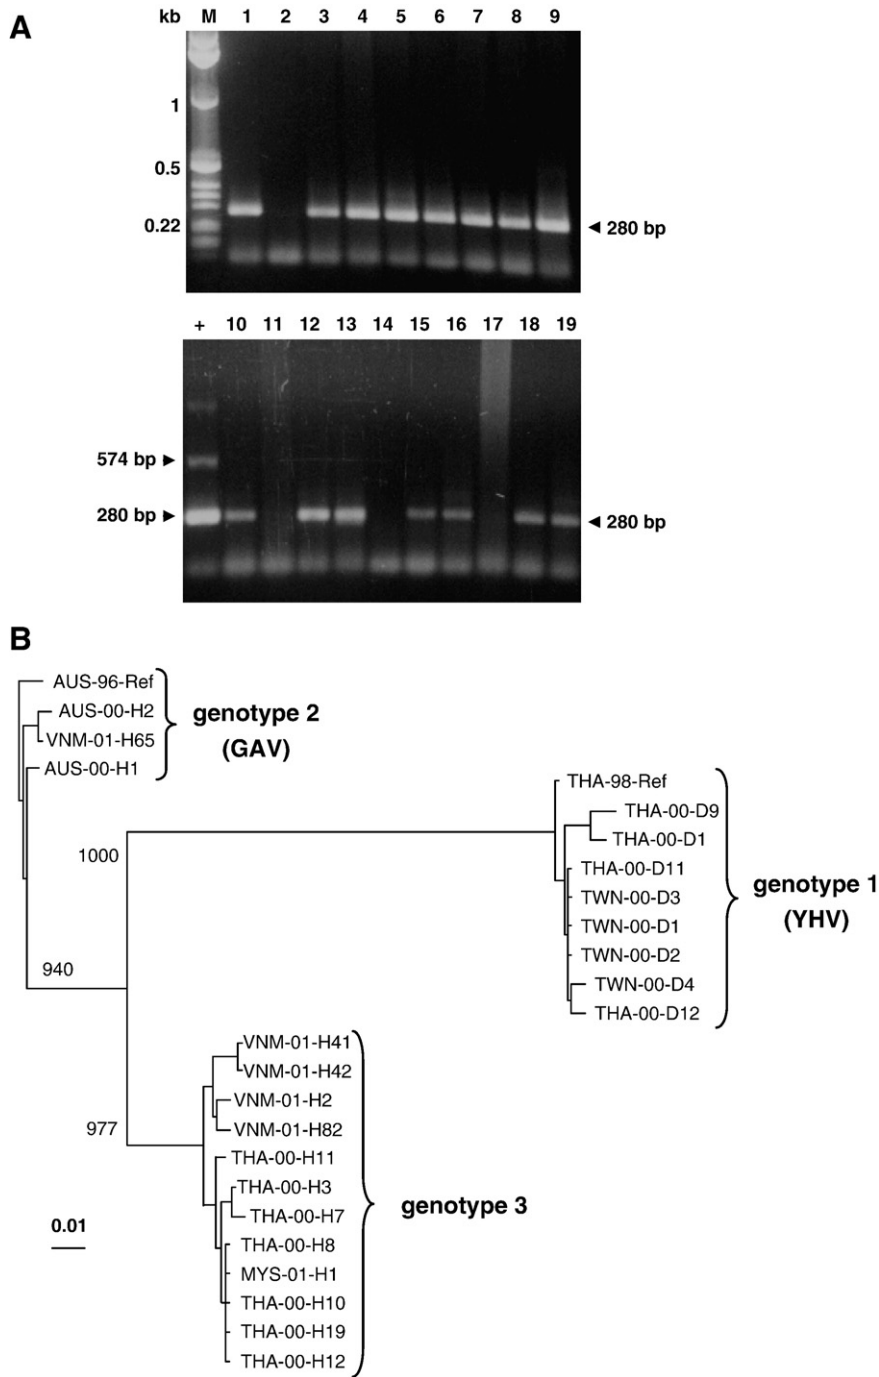 A
kb M 1 2 3 4 5 6 7 8 9
1
0.5
0.22
◄ 280 bp
+ 10 11 12 13 14 15 16 17 18 19
574 bp ►
280 bp ►
◄ 280 bp
B
AUS-96-Ref
AUS-00-H2
VNM-01-H65
AUS-00-H1
genotype 2
(GAV)
THA-98-Ref
THA-00-D9
THA-00-D1
THA-00-D11
TWN-00-D3
TWN-00-D1
TWN-00-D2
TWN-00-D4
THA-00-D12
genotype 1
(YHV)
1000
940
977
VNM-01-H41
VNM-01-H42
VNM-01-H2
VNM-01-H82
THA-00-H11
THA-00-H3
THA-00-H7
THA-00-H8
MYS-01-H1
THA-00-H10
THA-00-H19
THA-00-H12
genotype 3
0.01